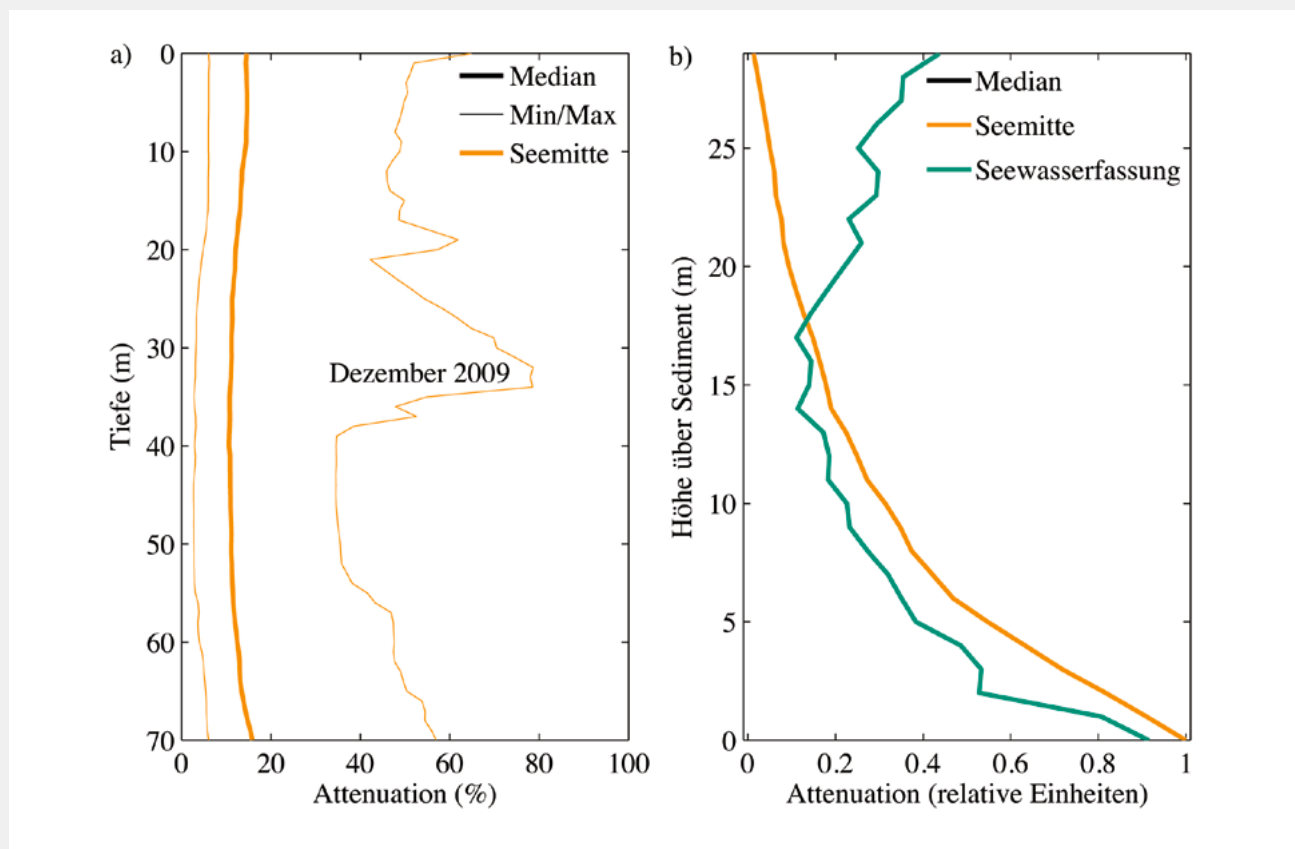 a)
Median
Min/Max
Seemitte
Dezember 2009
Tiefe (m)
0
10
20
30
40
50
60
70
0 20 40 60 80 100
Attenuation (%)
b)
Median
Seemitte
Seewasserfassung
Höhe über Sediment (m)
25
20
15
10
5
0
0 0.2 0.4 0.6 0.8 1
Attenuation (relative Einheiten)